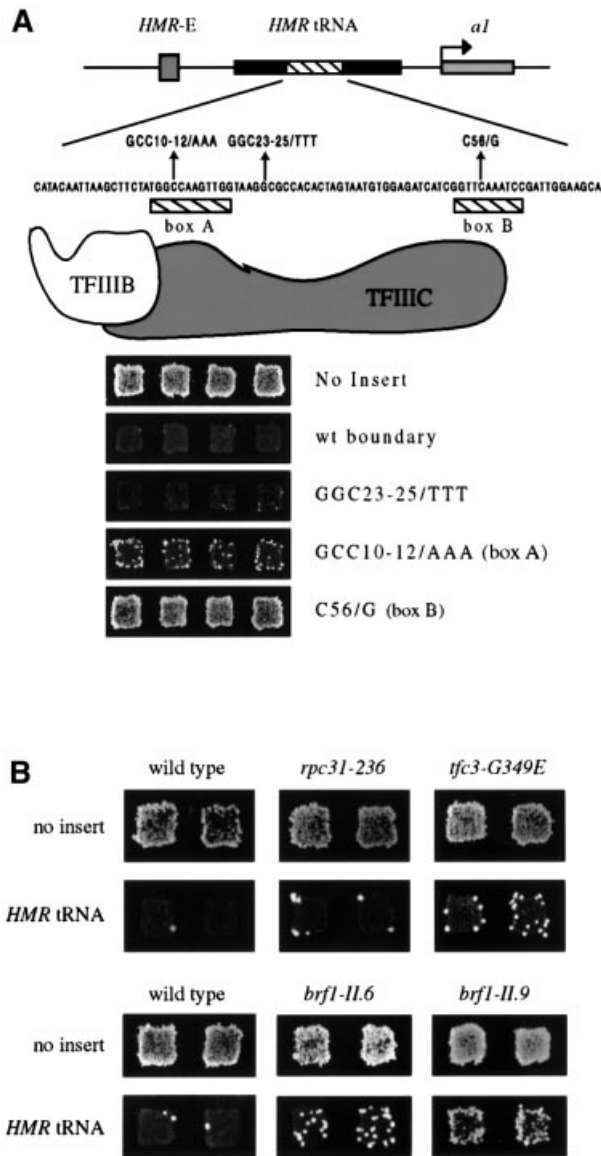 A
HMR-E
HMR tRNA
a1
GCC10-12/AAA
GGC23-25/TTT
C56/G
CATACAATTAAGCTTCTATGGCCAAGTTGGTAAGGCGCCACACTAGTAATGTGGAGATCATCGGTTCAAATCCGATTGGAAGCA
box A
box B
TFIIIB
TFIIIC
No Insert
wt boundary
GGC23-25/TTT
GCC10-12/AAA (box A)
C56/G (box B)
B
wild type
rpc31-236
tfc3-G349E
no insert
HMR tRNA
wild type
brf1-II.6
brf1-II.9
no insert
HMR tRNA